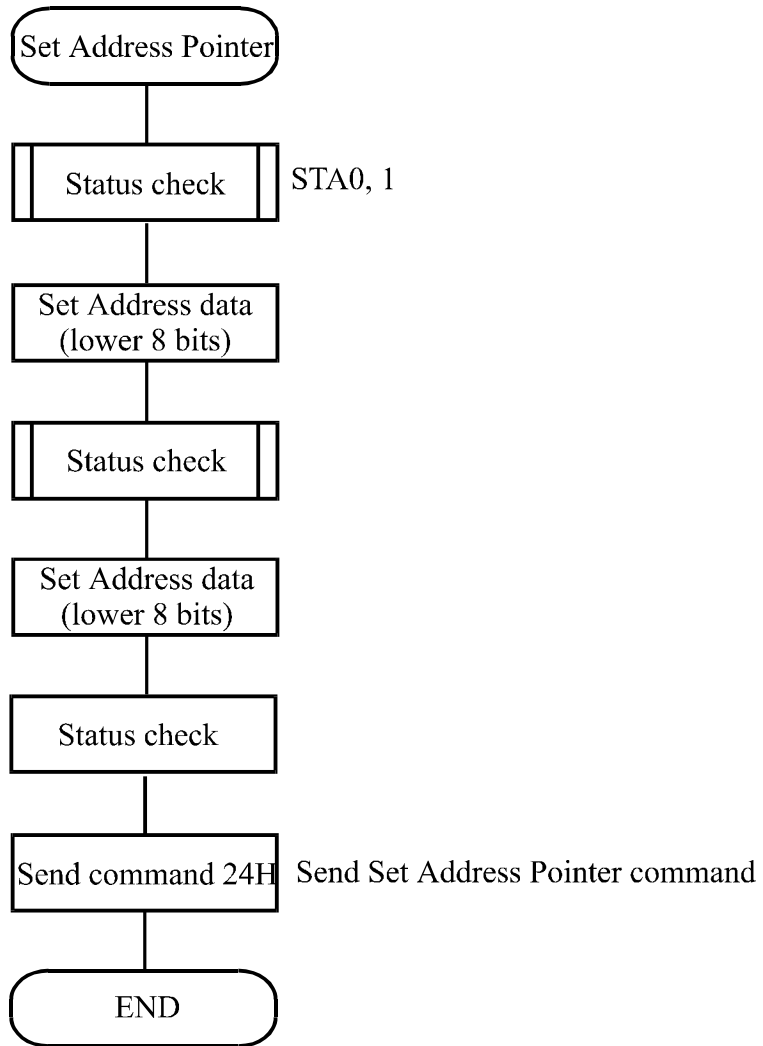 Set Address Pointer
Status check
STA0, 1
Set Address data
(lower 8 bits)
Status check
Set Address data
(lower 8 bits)
Status check
Send command 24H
Send Set Address Pointer command
END